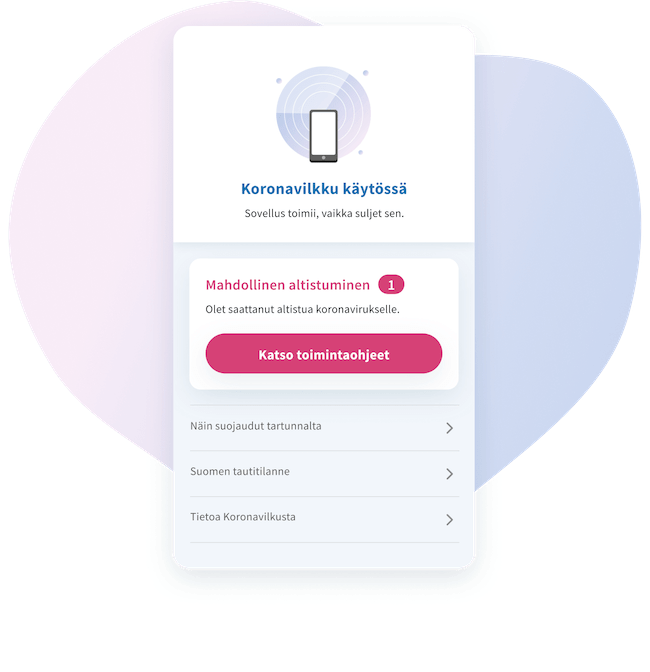 Koronavilkku käytössä
Sovellus toimii, vaikka suljet sen.
Mahdollinen altistuminen 1
Olet saattanut altistua koronavirukselle.
Katso toimintaohjeet
Näin suojaudut tartunnalta
Suomen tautitilanne
Tietoa Koronavilkusta